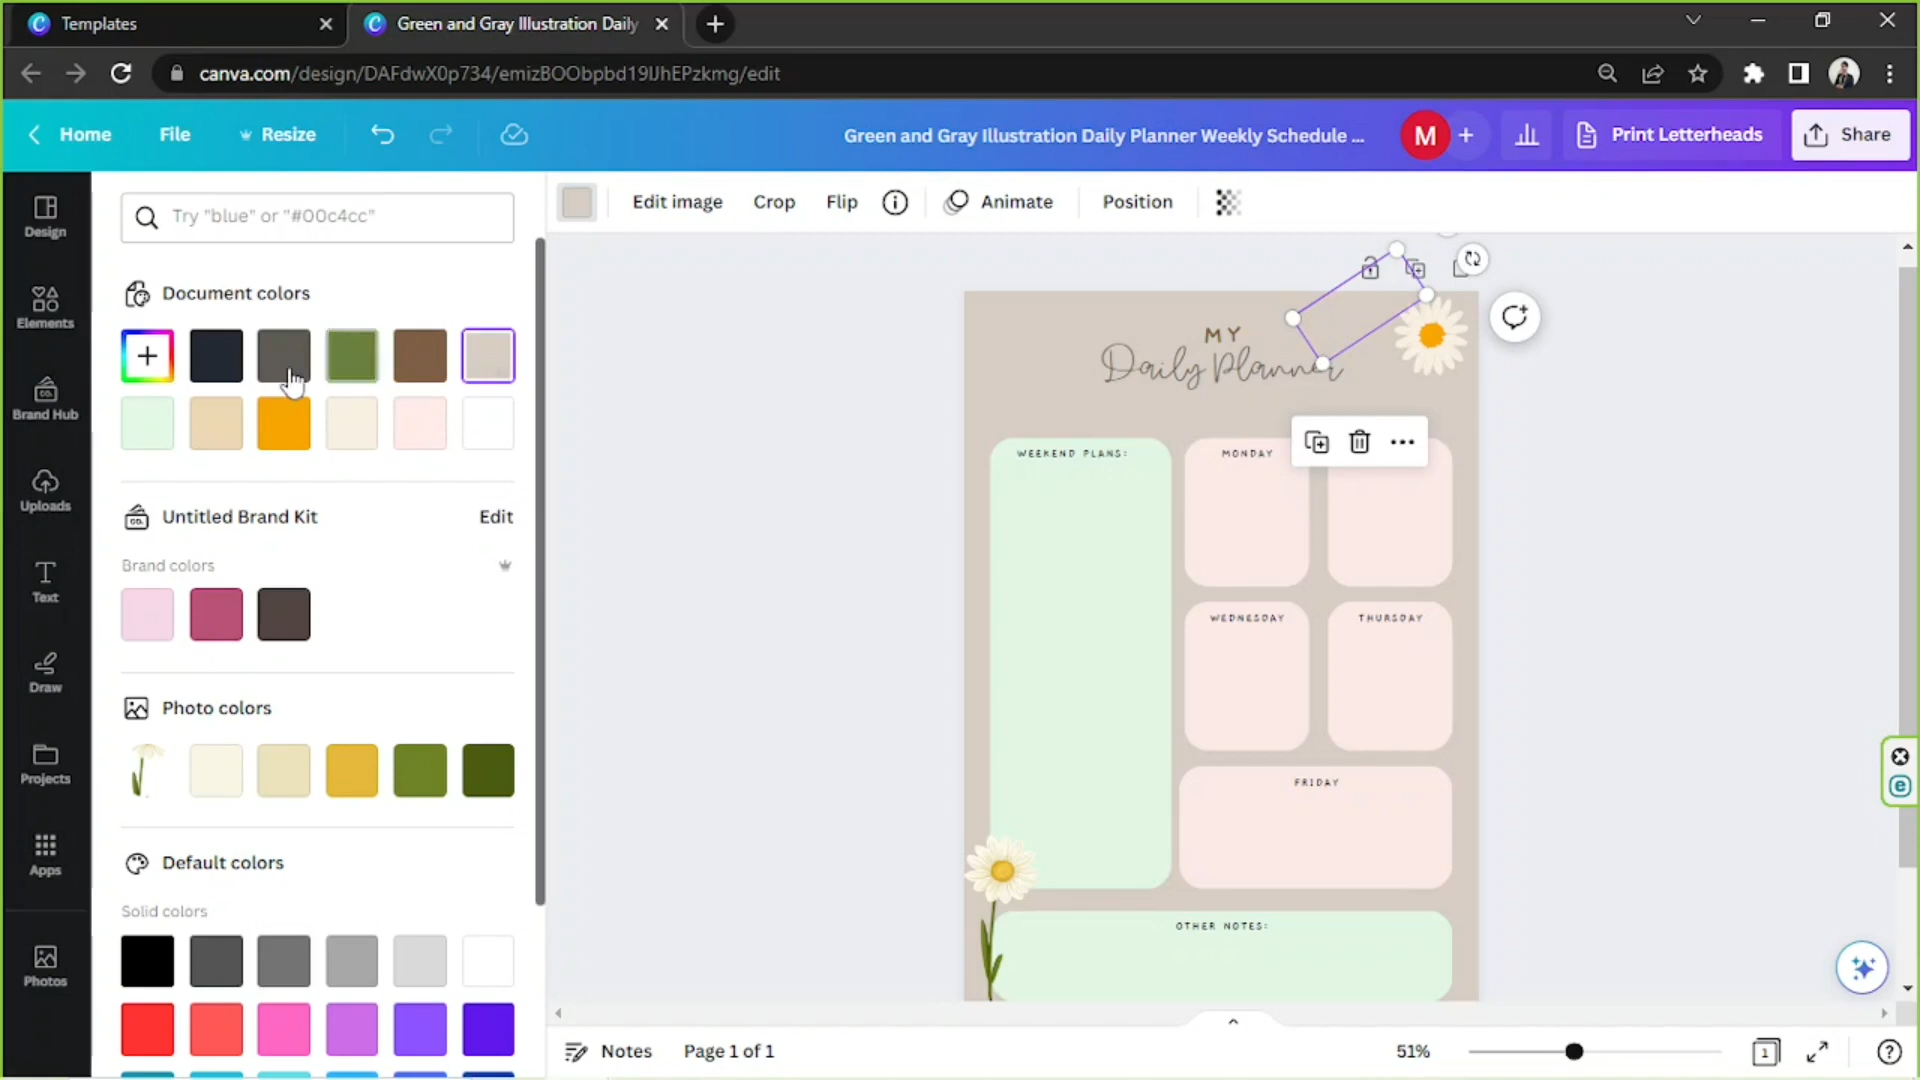 Templates
Green and Gray Illustration Daily
canva.com/design/DAFdwX0p734/emizBOObpbd19IJhEPzkmg/edit
Home
File
Resize
Green and Gray Illustration Daily Planner Weekly Schedule ...
M
Print Letterheads
Share
Design
Elements
Brand Hub
Uploads
Text
Draw
Projects
Apps
Photos
Try "blue" or "#00c4cc"
Document colors
Untitled Brand Kit
Edit
Brand colors
Photo colors
Default colors
Solid colors
Edit image
Crop
Flip
Animate
Position
MY
Daily Planner
WEEKEND PLANS:
MONDAY
WEDNESDAY
THURSDAY
FRIDAY
OTHER NOTES:
Notes
Page 1 of 1
51%
1